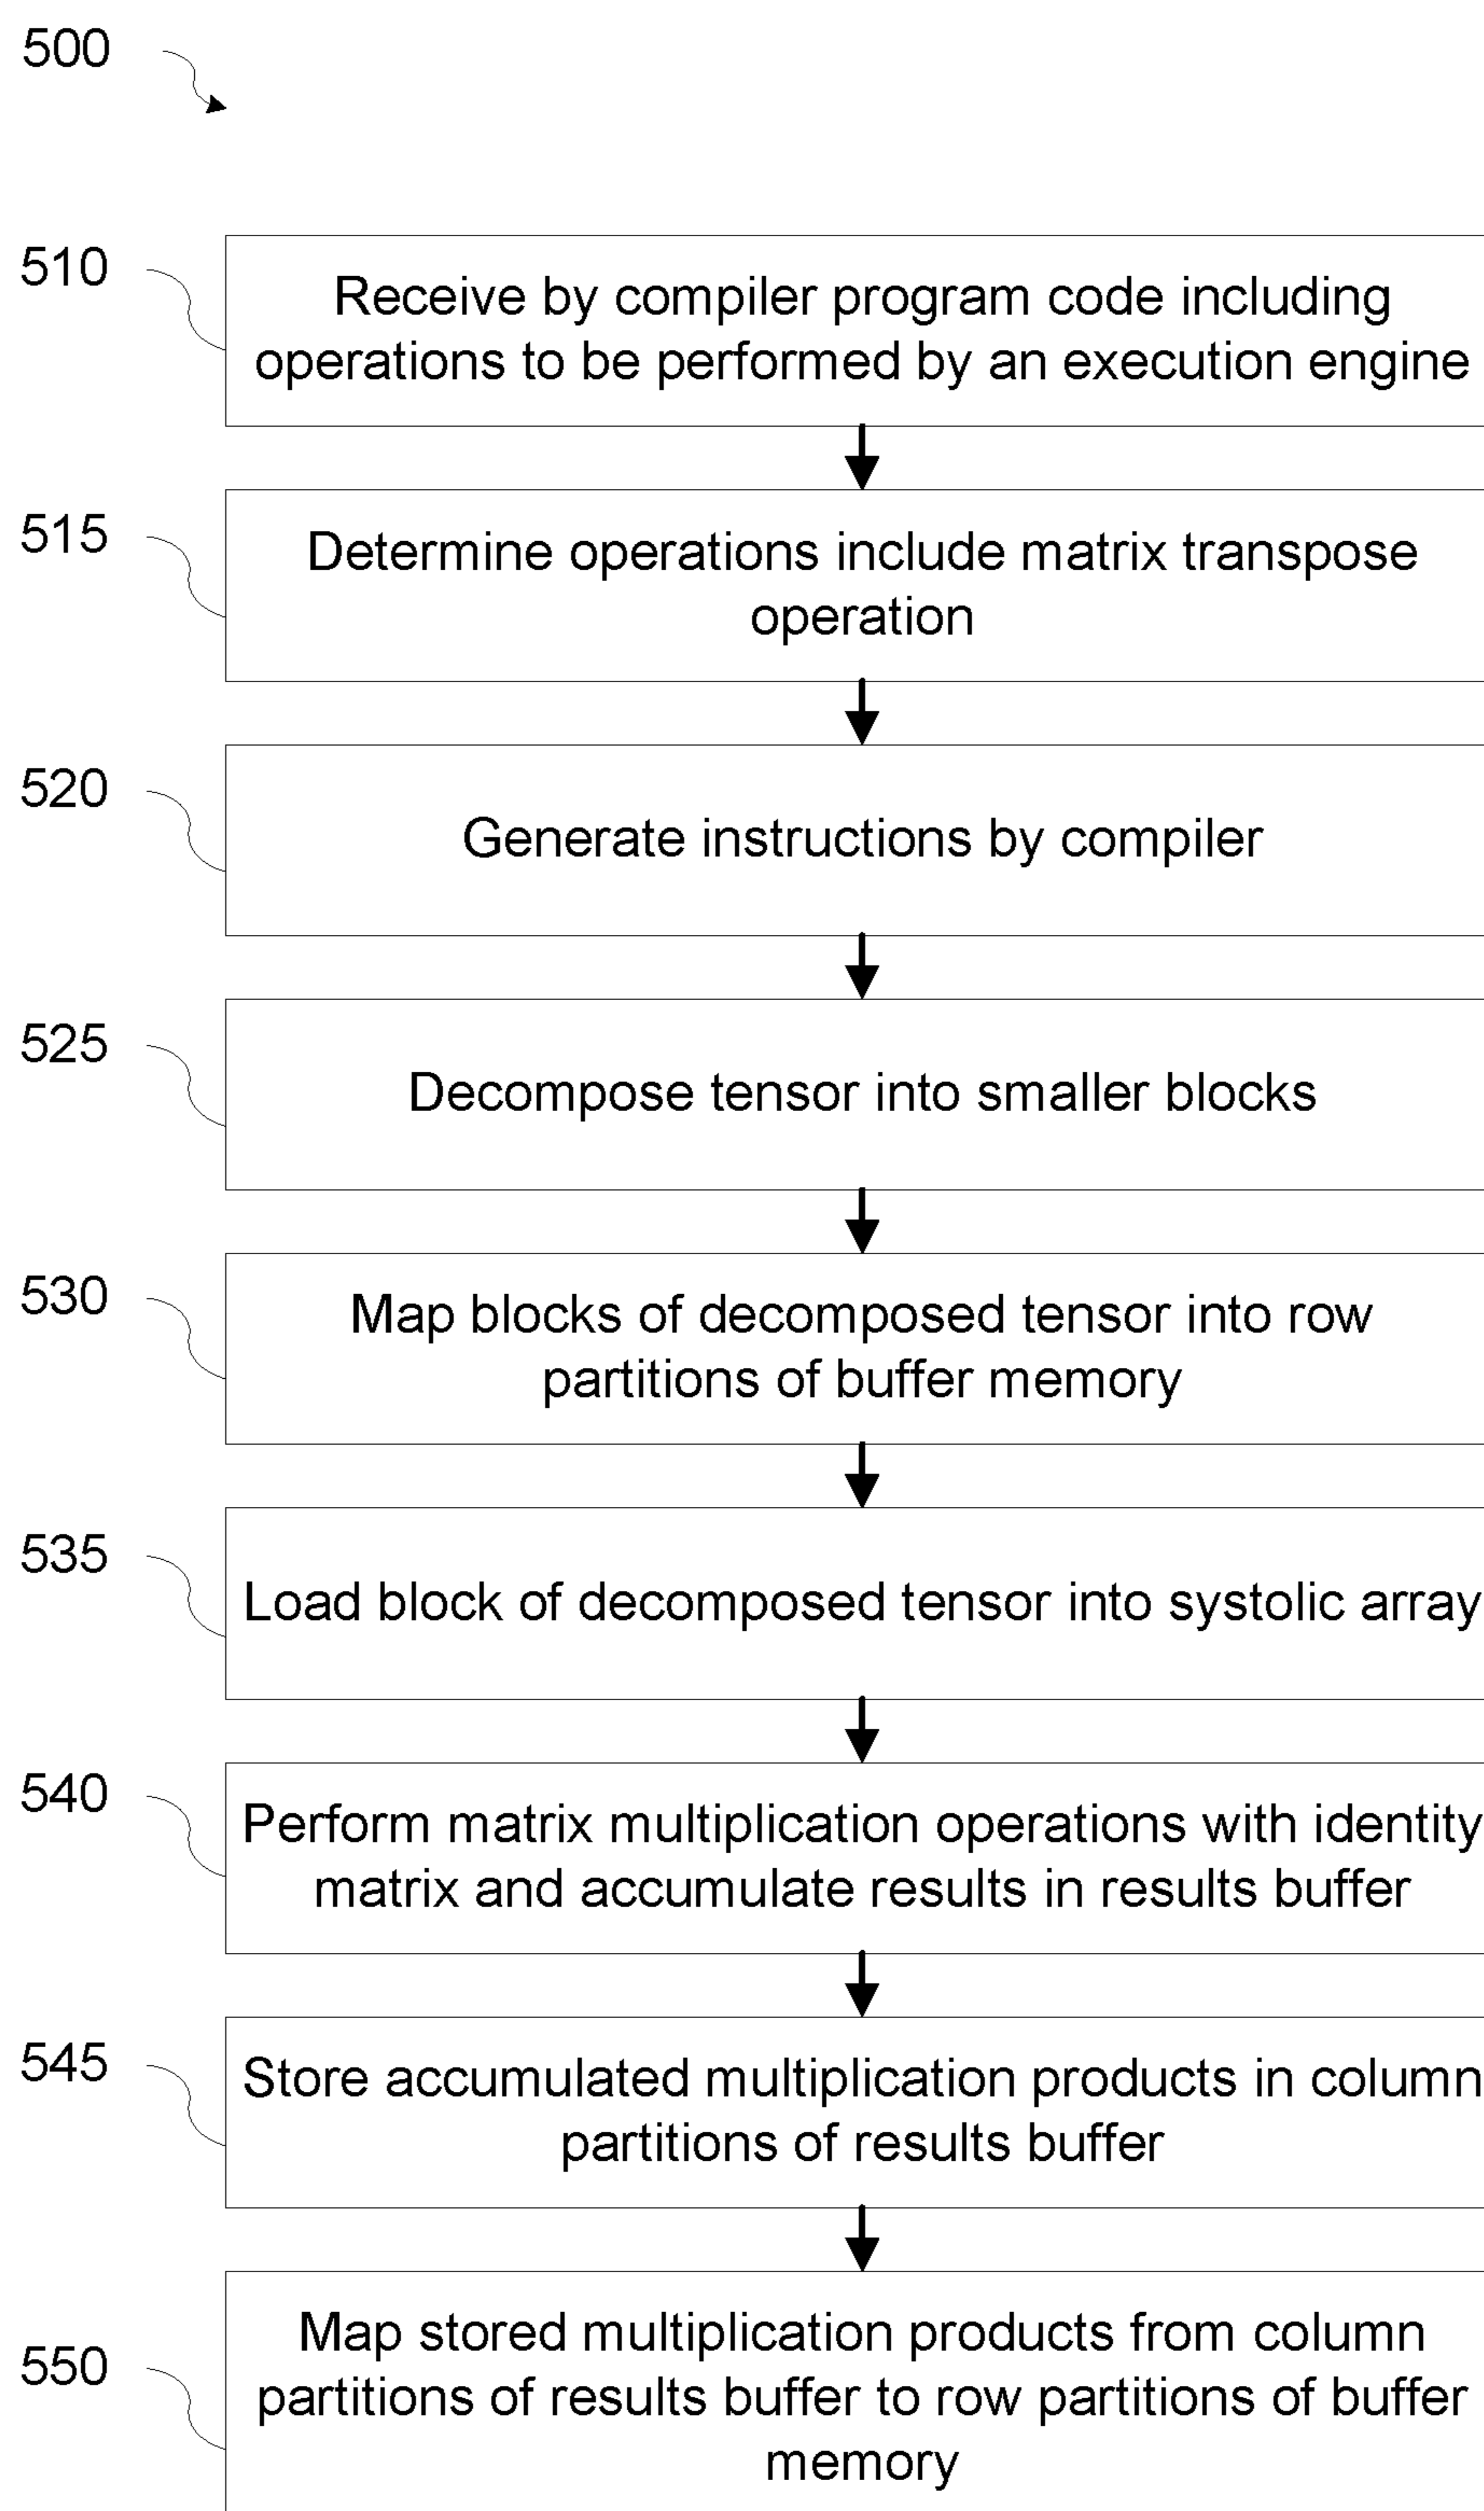 500
510
Receive by compiler program code including
operations to be performed by an execution engine
515
Determine operations include matrix transpose
operation
520
Generate instructions by compiler
525
Decompose tensor into smaller blocks
530
Map blocks of decomposed tensor into row
partitions of buffer memory
535
Load block of decomposed tensor into systolic array
540
Perform matrix multiplication operations with identity
matrix and accumulate results in results buffer
545
Store accumulated multiplication products in column
partitions of results buffer
550
Map stored multiplication products from column
partitions of results buffer to row partitions of buffer
memory